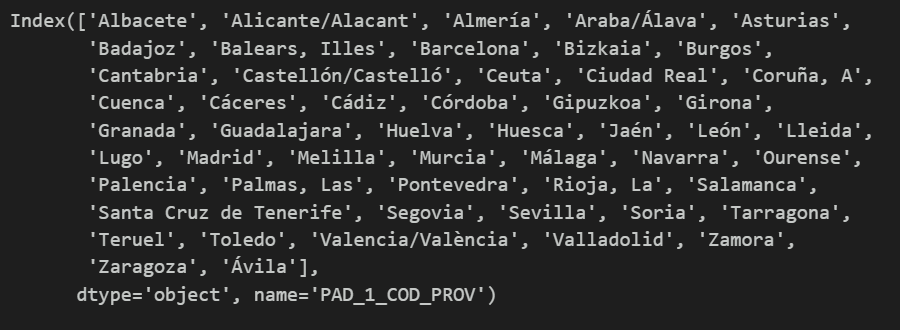 Index(['Albacete', 'Alicante/Alacant', 'Almería', 'Araba/Álava', 'Asturias',
'Badajoz', 'Balears, Illes', 'Barcelona', 'Bizkaia', 'Burgos',
'Cantabria', 'Castellón/Castelló', 'Ceuta', 'Ciudad Real', 'Coruña, A',
'Cuenca', 'Cáceres', 'Cádiz', 'Córdoba', 'Gipuzkoa', 'Girona',
'Granada', 'Guadalajara', 'Huelva', 'Huesca', 'Jaén', 'León', 'Lleida',
'Lugo', 'Madrid', 'Melilla', 'Murcia', 'Málaga', 'Navarra', 'Ourense',
'Palencia', 'Palmas, Las', 'Pontevedra', 'Rioja, La', 'Salamanca',
'Santa Cruz de Tenerife', 'Segovia', 'Sevilla', 'Soria', 'Tarragona',
'Teruel', 'Toledo', 'Valencia/València', 'Valladolid', 'Zamora',
'Zaragoza', 'Ávila'],
dtype='object', name='PAD_1_COD_PROV')